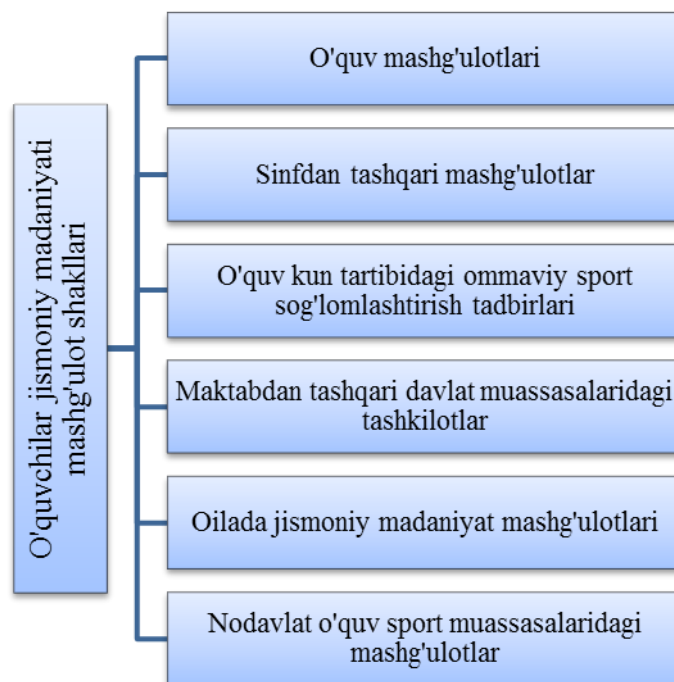 O'quvchilar jismoniy madaniyati
mashg'ulot shakllari
O'quv mashg'ulotlari
Sinfdan tashqari mashg'ulotlar
O'quv kun tartibidagi ommaviy sport
sog'lomlashtirish tadbirlari
Maktabdan tashqari davlat muassasalaridagi
tashkilotlar
Oilada jismoniy madaniyat mashg'ulotlari
Nodavlat o'quv sport muassasalaridagi
mashg'ulotlar